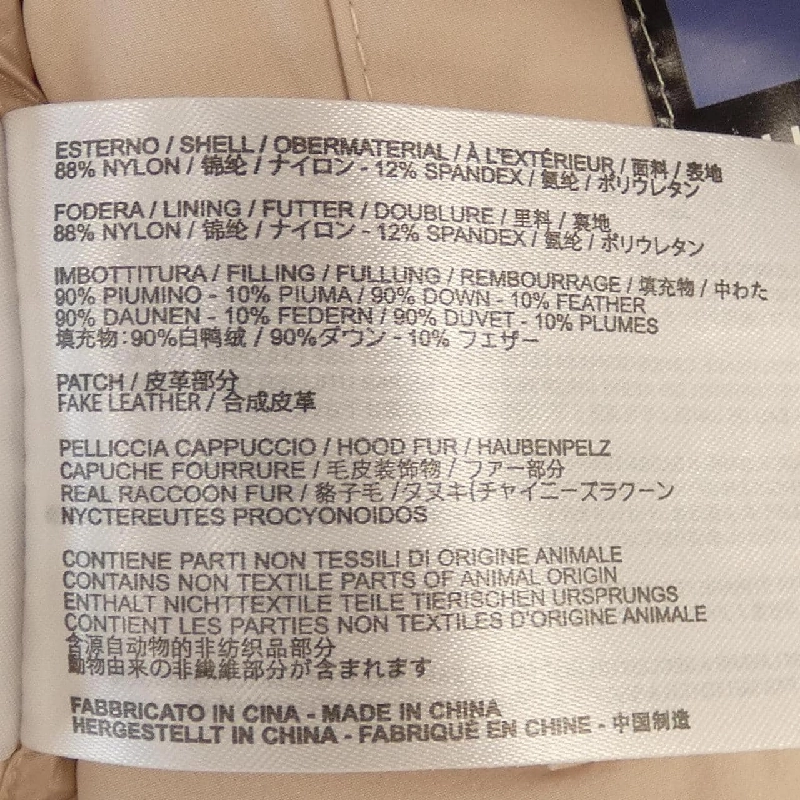 ESTERNO / SHELL / OBERMATERIAL / À L'EXTÉRIEUR / 面料 / 表地
88% NYLON / 锦纶 / ナイロン - 12% SPANDEX / 氨纶 / ポリウレタン
FODERA / LINING / FUTTER / DOUBLURE / 里料 / 裏地
88% NYLON / 锦纶 / ナイロン - 12% SPANDEX / 氨纶 / ポリウレタン
IMBOTTITURA / FILLING / FULLUNG / REMBOURRAGE / 填充物 / 中わた
90% PIUMINO - 10% PIUMA / 90% DOWN - 10% FEATHER
90% DAUNEN - 10% FEDERN / 90% DUVET - 10% PLUMES
填充物:90%白鸭绒 / 90%ダウン - 10% フェザー
PATCH / 皮革部分
FAKE LEATHER / 合成皮革
PELLICCIA CAPPUCCIO / HOOD FUR / HAUBENPELZ
CAPUCHE FOURRURE / 毛皮装饰物 / ファー部分
REAL RACCOON FUR / 貉子毛 /タヌキ(チャイニーズラクーン
NYCTEREUTES PROCYONOIDOS
CONTIENE PARTI NON TESSILI DI ORIGINE ANIMALE
CONTAINS NON TEXTILE PARTS OF ANIMAL ORIGIN
ENTHALT NICHTTEXTILE TEILE TIERISCHEN URSPRUNGS
CONTIENT LES PARTIES NON TEXTILES D'ORIGINE ANIMALE
含源自动物的非纺织品部分
動物由来の非繊維部分が含まれます
FABBRICATO IN CINA - MADE IN CHINA
HERGESTELLT IN CHINA - FABRIQUÉ EN CHINE - 中国制造